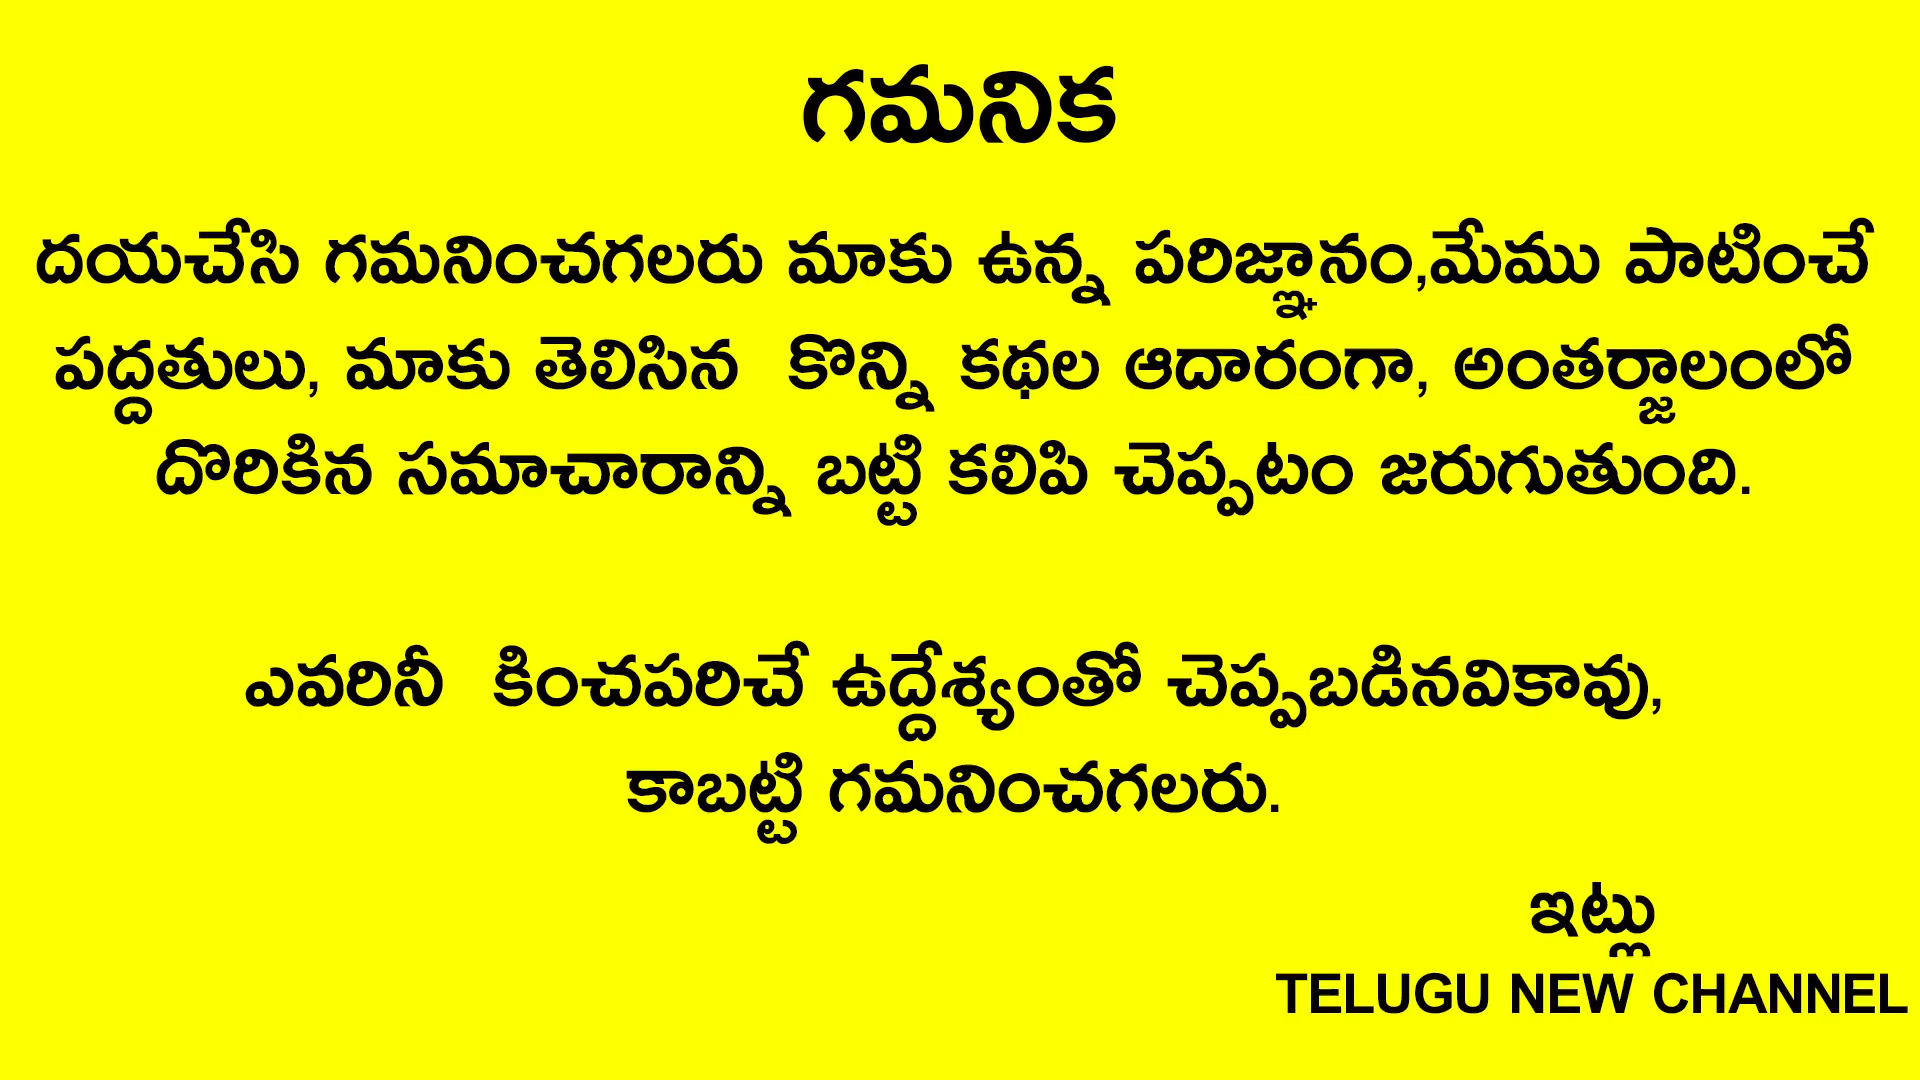 గమనిక
దయచేసి గమనించగలరు మాకు ఉన్న పరిజ్ఞానం,మేము పాటించే
పద్దతులు, మాకు తెలిసిన  కొన్ని కథల ఆదారంగా, అంతర్జాలంలో
దొరికిన సమాచారాన్ని బట్టి కలిపి చెప్పటం జరుగుతుంది.
ఎవరినీ  కించపరిచే ఉద్దేశ్యంతో చెప్పబడినవికావు,
కాబట్టి గమనించగలరు.
ఇట్లు
TELUGU NEW CHANNEL